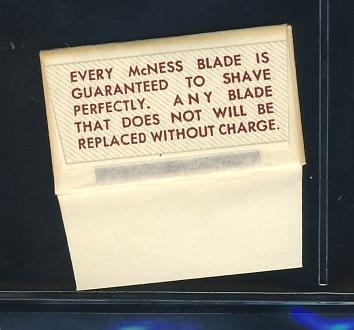 EVERY McNESS BLADE IS
GUARANTEED TO SHAVE
PERFECTLY. ANY BLADE
THAT DOES NOT WILL BE
REPLACED WITHOUT CHARGE.